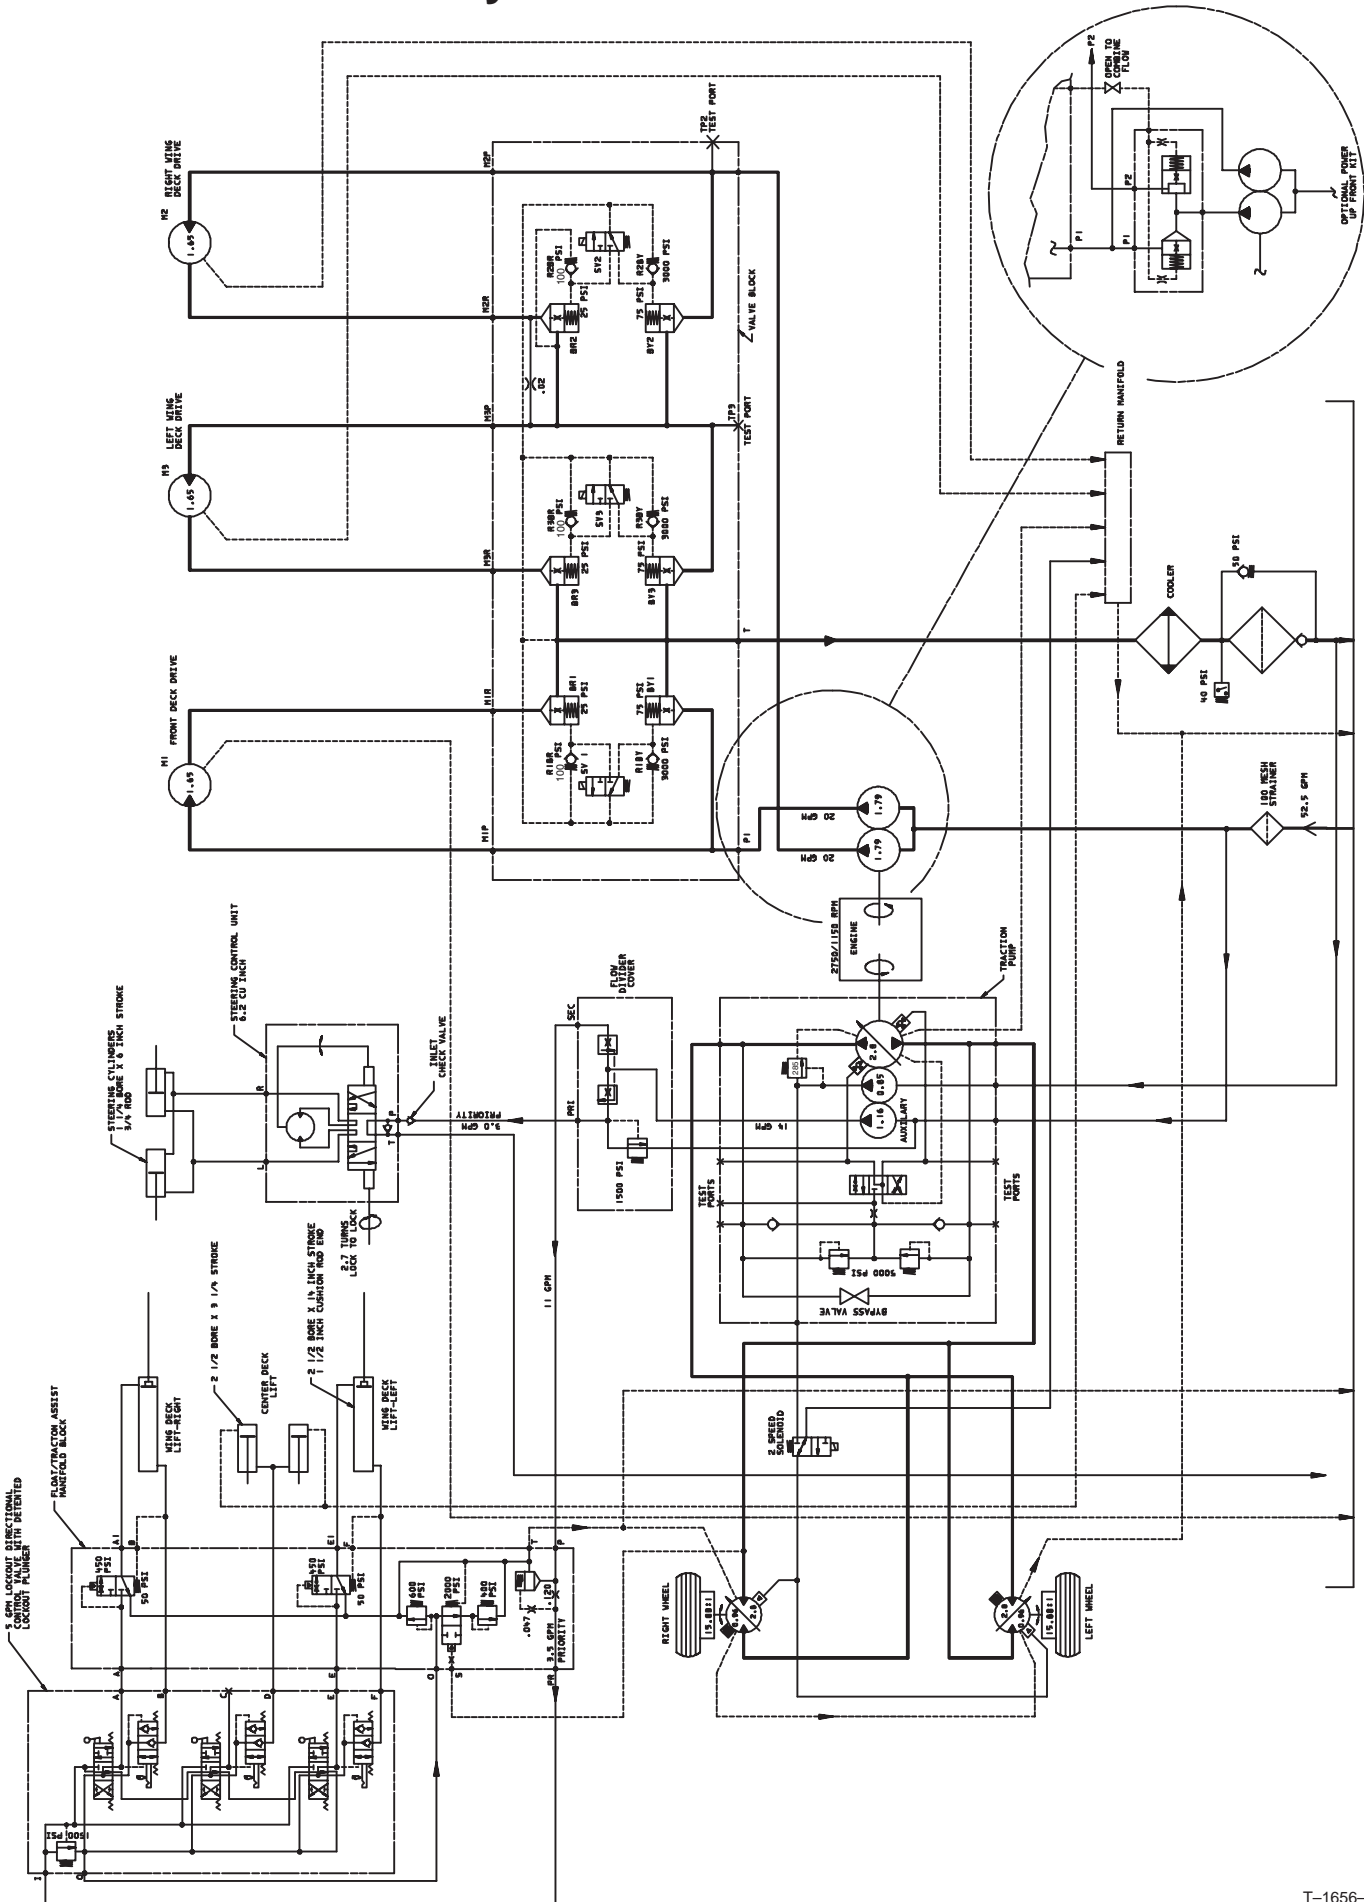 M2
RIGHT WING
DECK DRIVE
1.65
M2P
TP2
TEST PORT
R2BR
100 PSI
SV2
R2BY
3000 PSI
M2R
25 PSI
BR2
75 PSI
BY2
VALVE BLOCK
.02
M3
LEFT WING
DECK DRIVE
1.65
M3P
TP3
TEST PORT
R3BR
100 PSI
SV3
R3BY
3000 PSI
M3R
25 PSI
BR3
75 PSI
BY3
T
M1
FRONT DECK DRIVE
1.65
M1R
BR1
25 PSI
75 PSI
BY1
R1BR
100 PSI
SV 1
R1BY
3000 PSI
M1P
P1
P2
OPEN TO
COMBINE
FLOW
P1
P1
P2
OPTIONAL POWER
UP FRONT KIT
RETURN MANIFOLD
COOLER
50 PSI
40 PSI
100 MESH
STRAINER
52.5 GPM
20 GPM
20 GPM
1.79
1.79
2750/1150 RPM
ENGINE
TRACTION
PUMP
STEERING CONTROL UNIT
6.2 CU INCH
STEERING CYLINDERS
1 1/4 BORE X 6 INCH STROKE
3/4 ROD
R
L
P
T
INLET
CHECK VALVE
2.7 TURNS
LOCK TO LOCK
3.0 GPM
PRIORITY
FLOW
DIVIDER
COVER
SEC
PRI
1500 PSI
11 GPM
14 GPM
285
2.8
0.85
1.16
AUXILARY
TEST
PORTS
TEST
PORTS
5000 PSI
BYPASS VALVE
2 SPEED
SOLENOID
2 1/2 BORE X 3 1/4 STROKE
2 1/2 BORE X 14 INCH STROKE
1 1/2 INCH CUSHION ROD END
CENTER DECK
LIFT
WING DECK
LIFT-RIGHT
WING DECK
LIFT-LEFT
FLOAT/TRACTON ASSIST
MANIFOLD BLOCK
5 GPM LOCKOUT DIRECTIONAL
CONTROL VALVE WITH DETENTED
LOCKOUT PLUNGER
A1
B
450
PSI
50 PSI
E1
F
450
PSI
50 PSI
600
PSI
2000
PSI
400
PSI
.047
.120
T
P
3.5 GPM
PRIORITY
A
E
O
S
PR
A
B
C
D
E
F
1500 PSI
I
O
RIGHT WHEEL
15.88:1
2.8
LEFT WHEEL
15.88:1
2.8
T–1656–